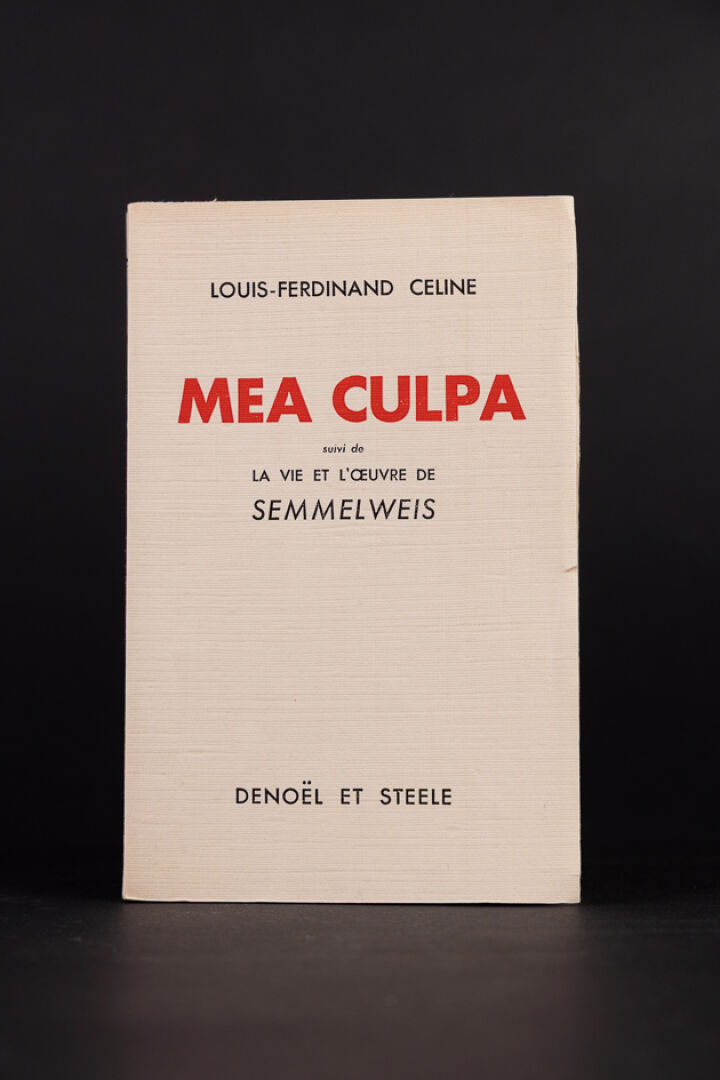 LOUIS-FERDINAND CELINE
MEA CULPA
suivi de
LA VIE ET L'ŒUVRE DE
SEMMELWEIS
DENOËL ET STEELE